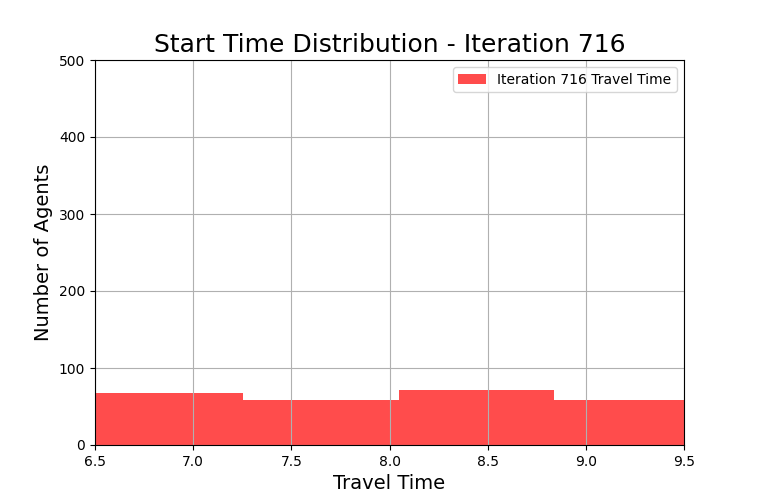 Start Time Distribution - Iteration 716
Iteration 716 Travel Time
Number of Agents
500
400
300
200
100
0
6.5 7.0 7.5 8.0 8.5 9.0 9.5
Travel Time